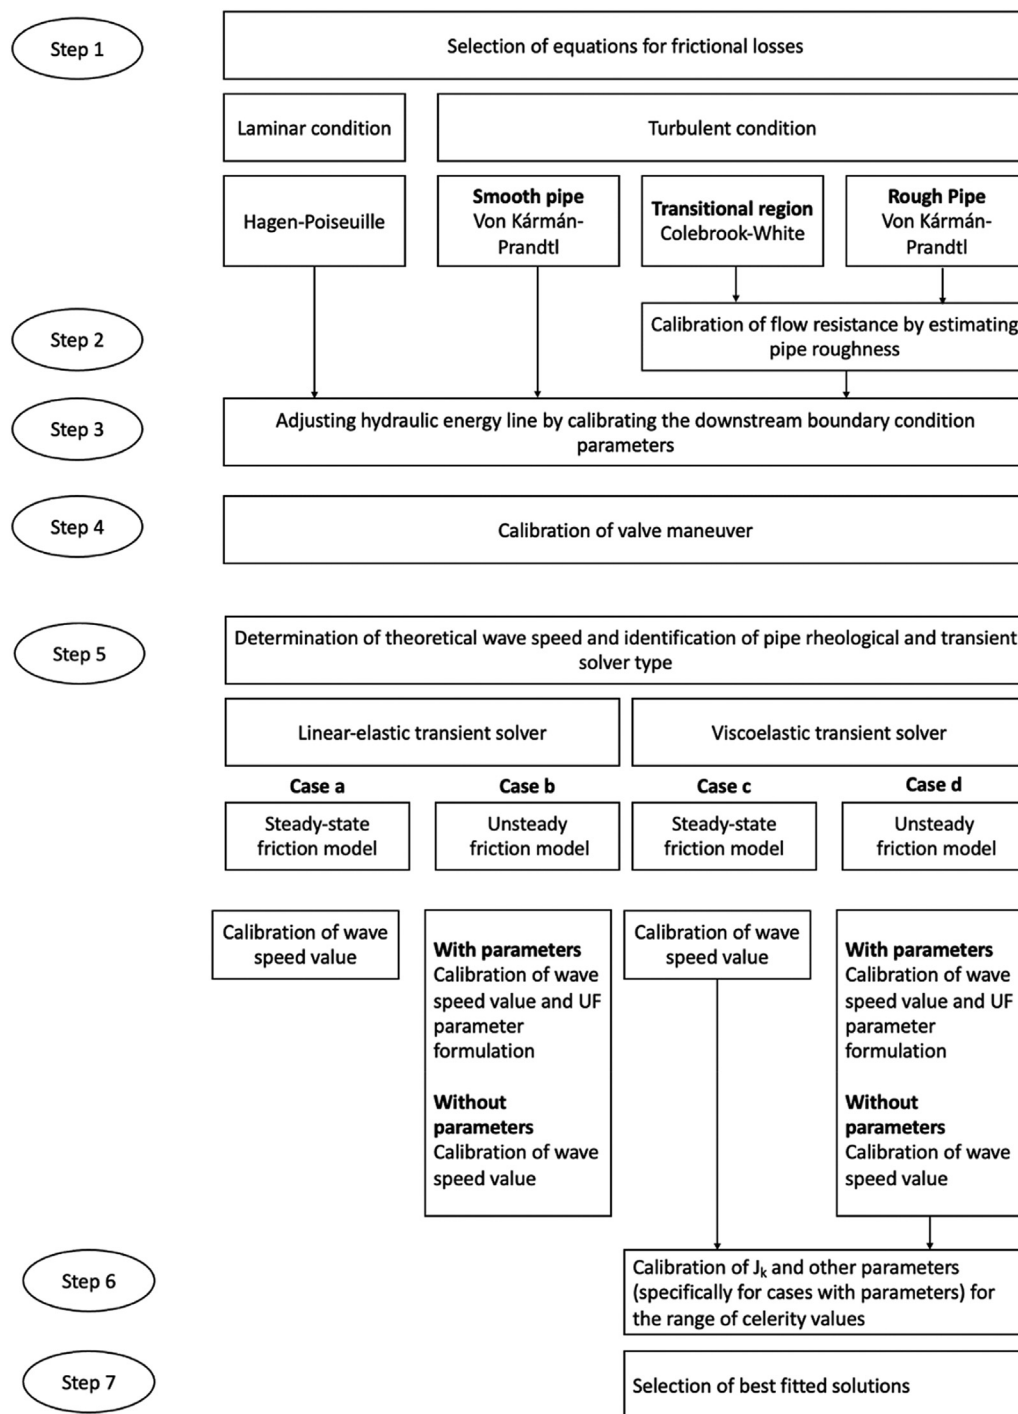 Step 1
Selection of equations for frictional losses
Laminar condition
Turbulent condition
Hagen-Poiseuille
Smooth pipe
Von Kármán-
Prandtl
Transitional region
Colebrook-White
Rough Pipe
Von Kármán-
Prandtl
Step 2
Calibration of flow resistance by estimating
pipe roughness
Step 3
Adjusting hydraulic energy line by calibrating the downstream boundary condition
parameters
Step 4
Calibration of valve maneuver
Step 5
Determination of theoretical wave speed and identification of pipe rheological and transient
solver type
Linear-elastic transient solver
Viscoelastic transient solver
Case a
Case b
Case c
Case d
Steady-state
friction model
Unsteady
friction model
Steady-state
friction model
Unsteady
friction model
Calibration of wave
speed value
With parameters
Calibration of wave
speed value and UF
parameter
formulation
Without
parameters
Calibration of wave
speed value
Calibration of wave
speed value
With parameters
Calibration of wave
speed value and UF
parameter
formulation
Without
parameters
Calibration of wave
speed value
Step 6
Calibration of Jk and other parameters
(specifically for cases with parameters) for
the range of celerity values
Step 7
Selection of best fitted solutions